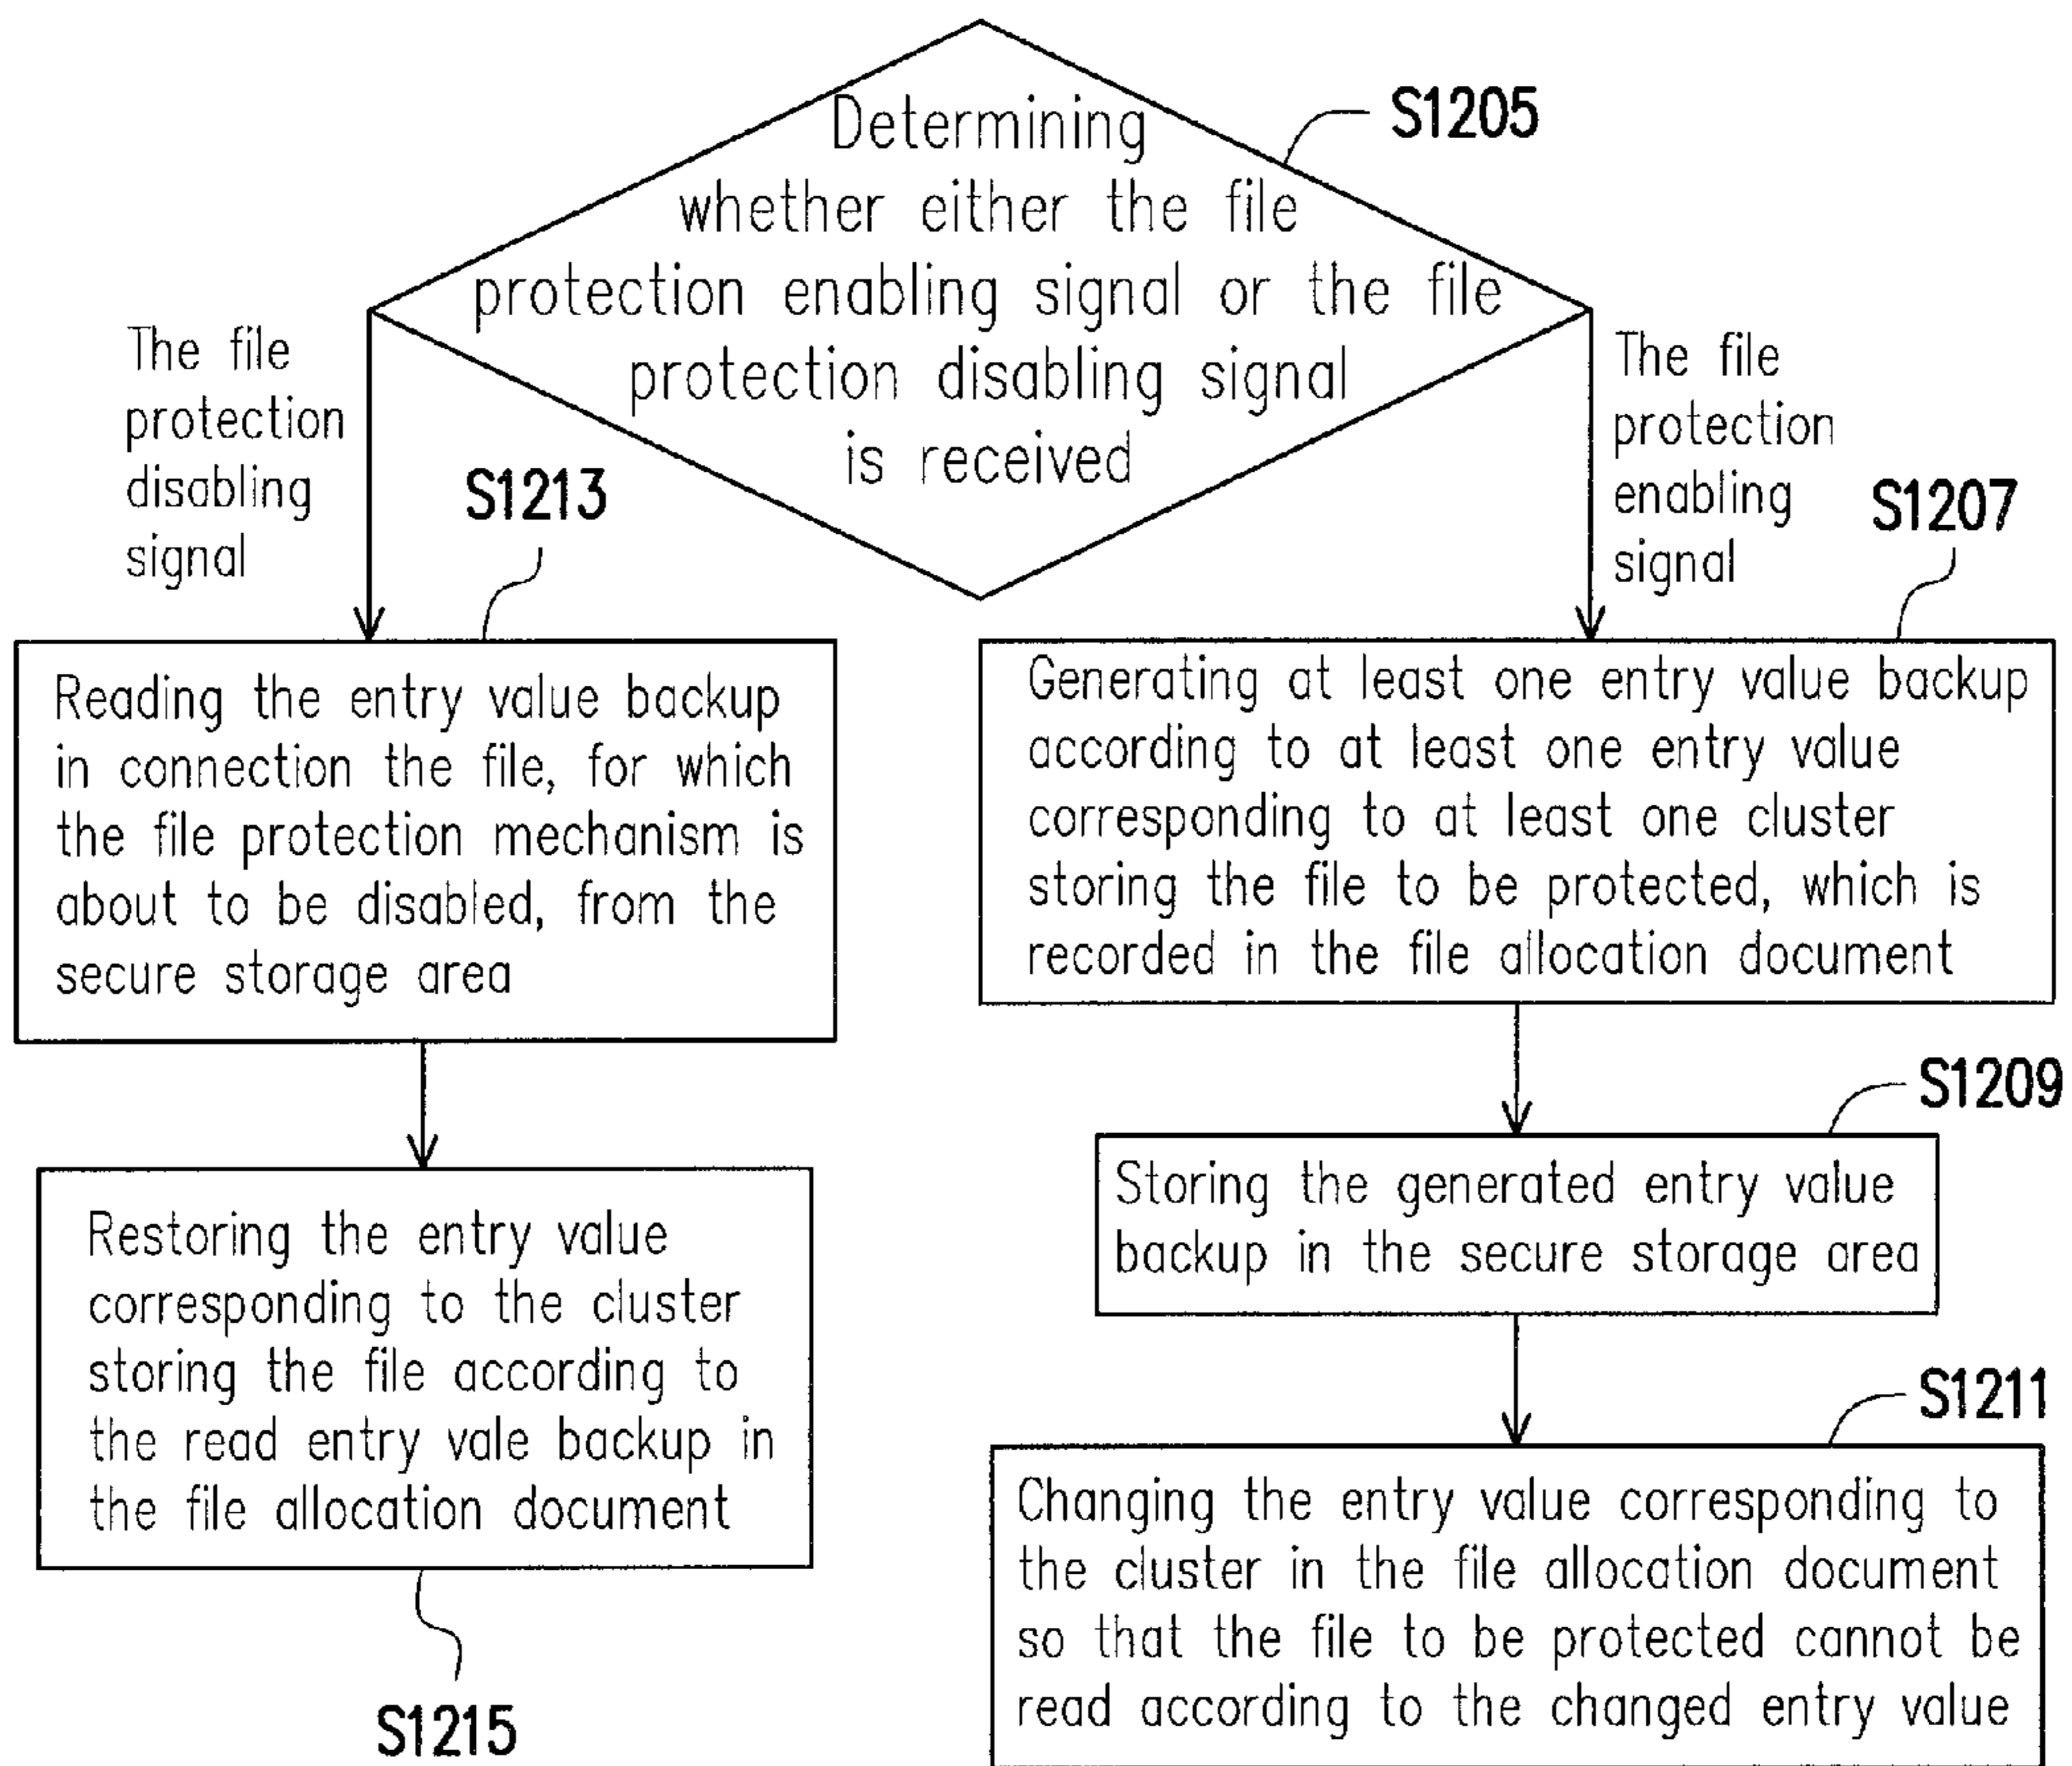 Determining
whether either the file
protection enabling signal or the file
protection disabling signal
is received
S1205
The file
protection
disabling
signal
The file
protection
enabling
signal
S1213
Reading the entry value backup
in connection the file, for which
the file protection mechanism is
about to be disabled, from the
secure storage area
S1207
Generating at least one entry value backup
according to at least one entry value
corresponding to at least one cluster
storing the file to be protected, which is
recorded in the file allocation document
S1209
Storing the generated entry value
backup in the secure storage area
Restoring the entry value
corresponding to the cluster
storing the file according to
the read entry vale backup in
the file allocation document
S1215
S1211
Changing the entry value corresponding to
the cluster in the file allocation document
so that the file to be protected cannot be
read according to the changed entry value